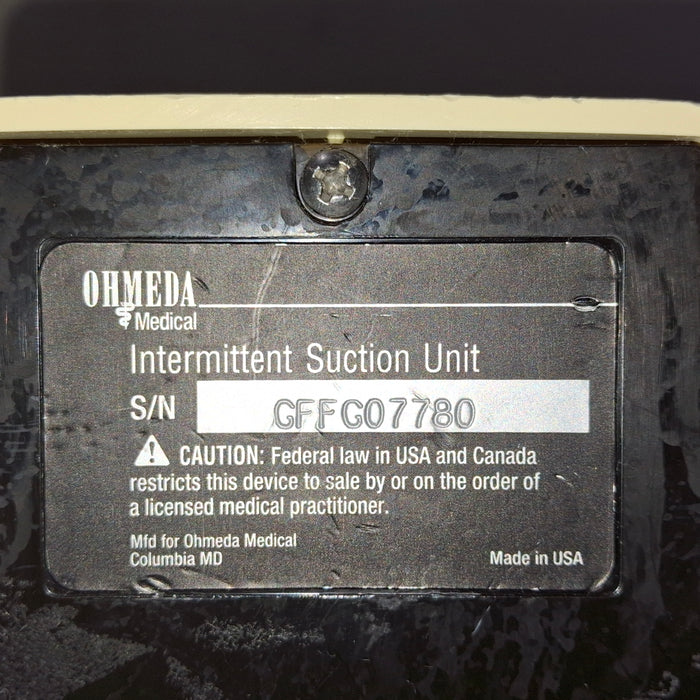 OHMEDA
Medical
Intermittent Suction Unit
S/N GFFG07780
CAUTION: Federal law in USA and Canada
restricts this device to sale by or on the order of
a licensed medical practitioner.
Mfd for Ohmeda Medical
Columbia MD
Made in USA